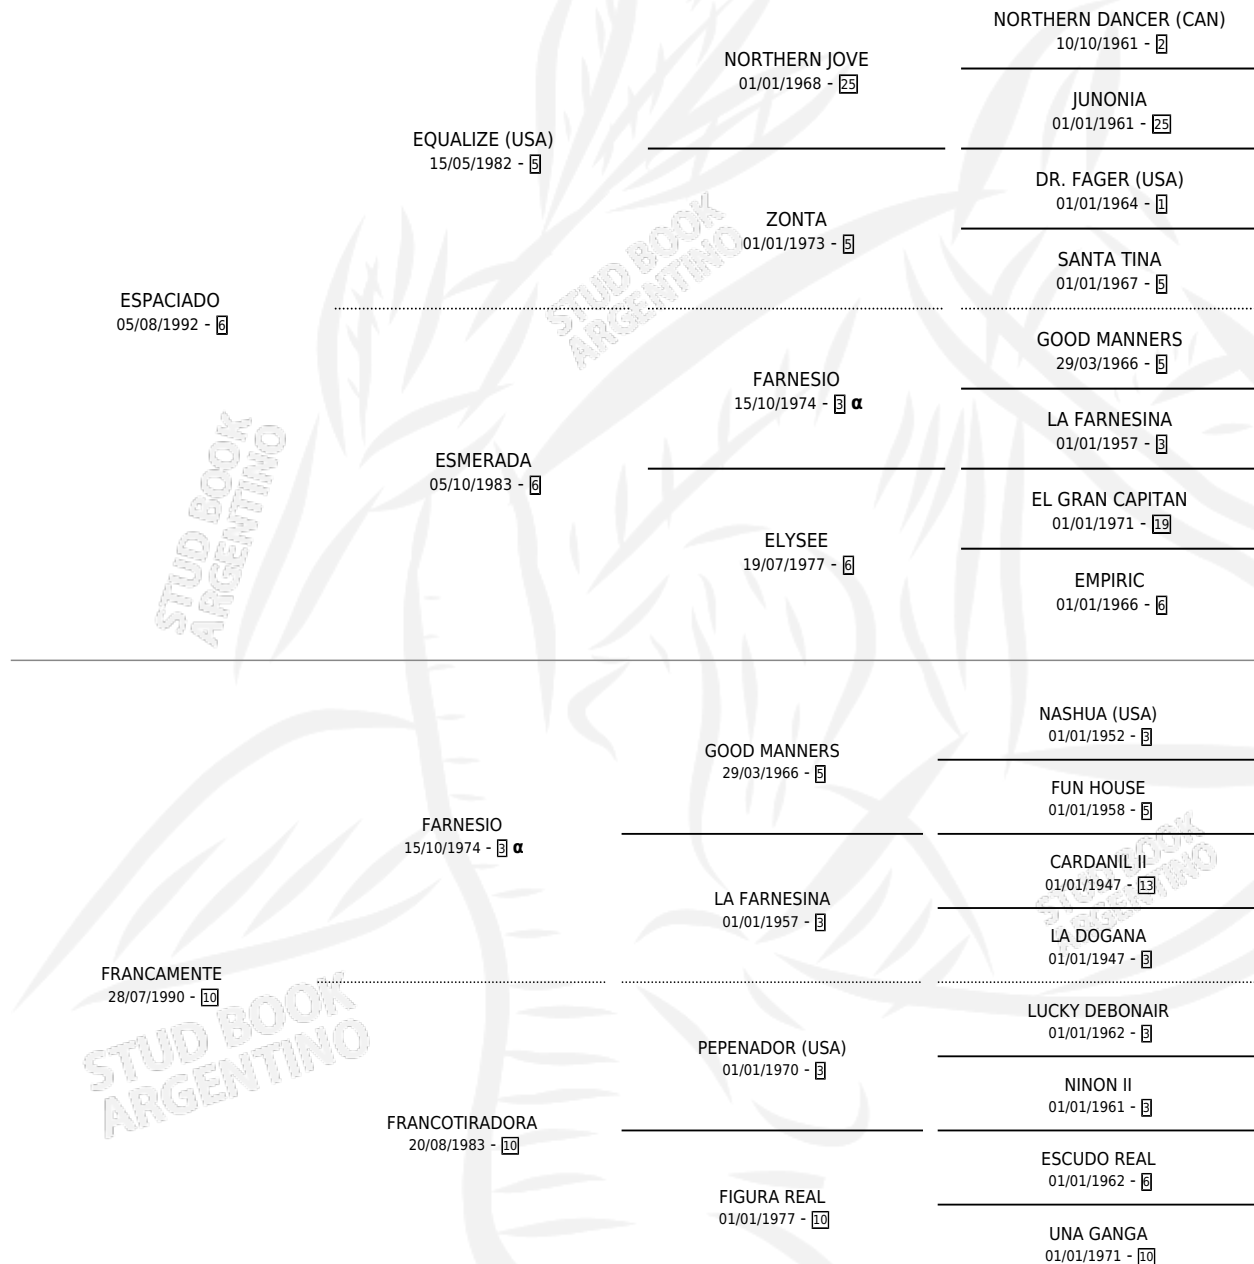 NORTHERN DANCER (CAN)
10/10/1961 - 2
NORTHERN JOVE
01/01/1968 - 25
JUNONIA
01/01/1961 - 25
EQUALIZE (USA)
15/05/1982 - 5
DR. FAGER (USA)
01/01/1964 - 1
ZONTA
01/01/1973 - 5
SANTA TINA
01/01/1967 - 5
ESPACIADO
05/08/1992 - 6
GOOD MANNERS
29/03/1966 - 5
FARNESIO
15/10/1974 - 3 α
LA FARNESINA
01/01/1957 - 3
ESMERADA
05/10/1983 - 6
EL GRAN CAPITAN
01/01/1971 - 19
ELYSEE
19/07/1977 - 6
EMPIRIC
01/01/1966 - 6
NASHUA (USA)
01/01/1952 - 3
GOOD MANNERS
29/03/1966 - 5
FUN HOUSE
01/01/1958 - 5
FARNESIO
15/10/1974 - 3 α
CARDANIL II
01/01/1947 - 13
LA FARNESINA
01/01/1957 - 3
LA DOGANA
01/01/1947 - 3
FRANCAMENTE
28/07/1990 - 10
LUCKY DEBONAIR
01/01/1962 - 3
PEPENADOR (USA)
01/01/1970 - 3
NINON II
01/01/1961 - 3
FRANCOTIRADORA
20/08/1983 - 10
ESCUDO REAL
01/01/1962 - 6
FIGURA REAL
01/01/1977 - 10
UNA GANGA
01/01/1971 - 10
STUD BOOK
ARGENTINO
STUD BOOK
ARGENTINO
STUD BOOK
ARGENTINO
STUD BOOK
ARGENTINO